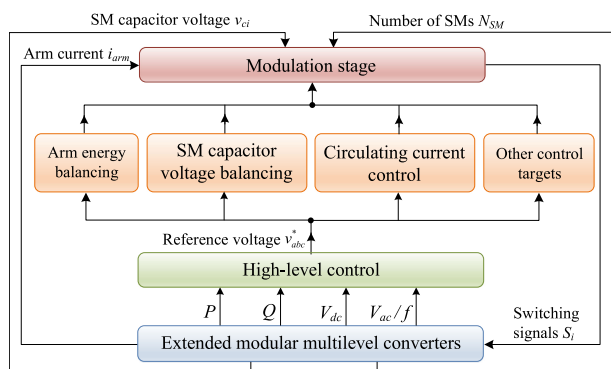 SM capacitor voltage v_ci
Number of SMs N_SM
Arm current i_arm
Modulation stage
Arm energy
balancing
SM capacitor
voltage balancing
Circulating current
control
Other control
targets
Reference voltage v*_abc
High-level control
P Q V_dc V_ac/f
Switching
signals S_i
Extended modular multilevel converters